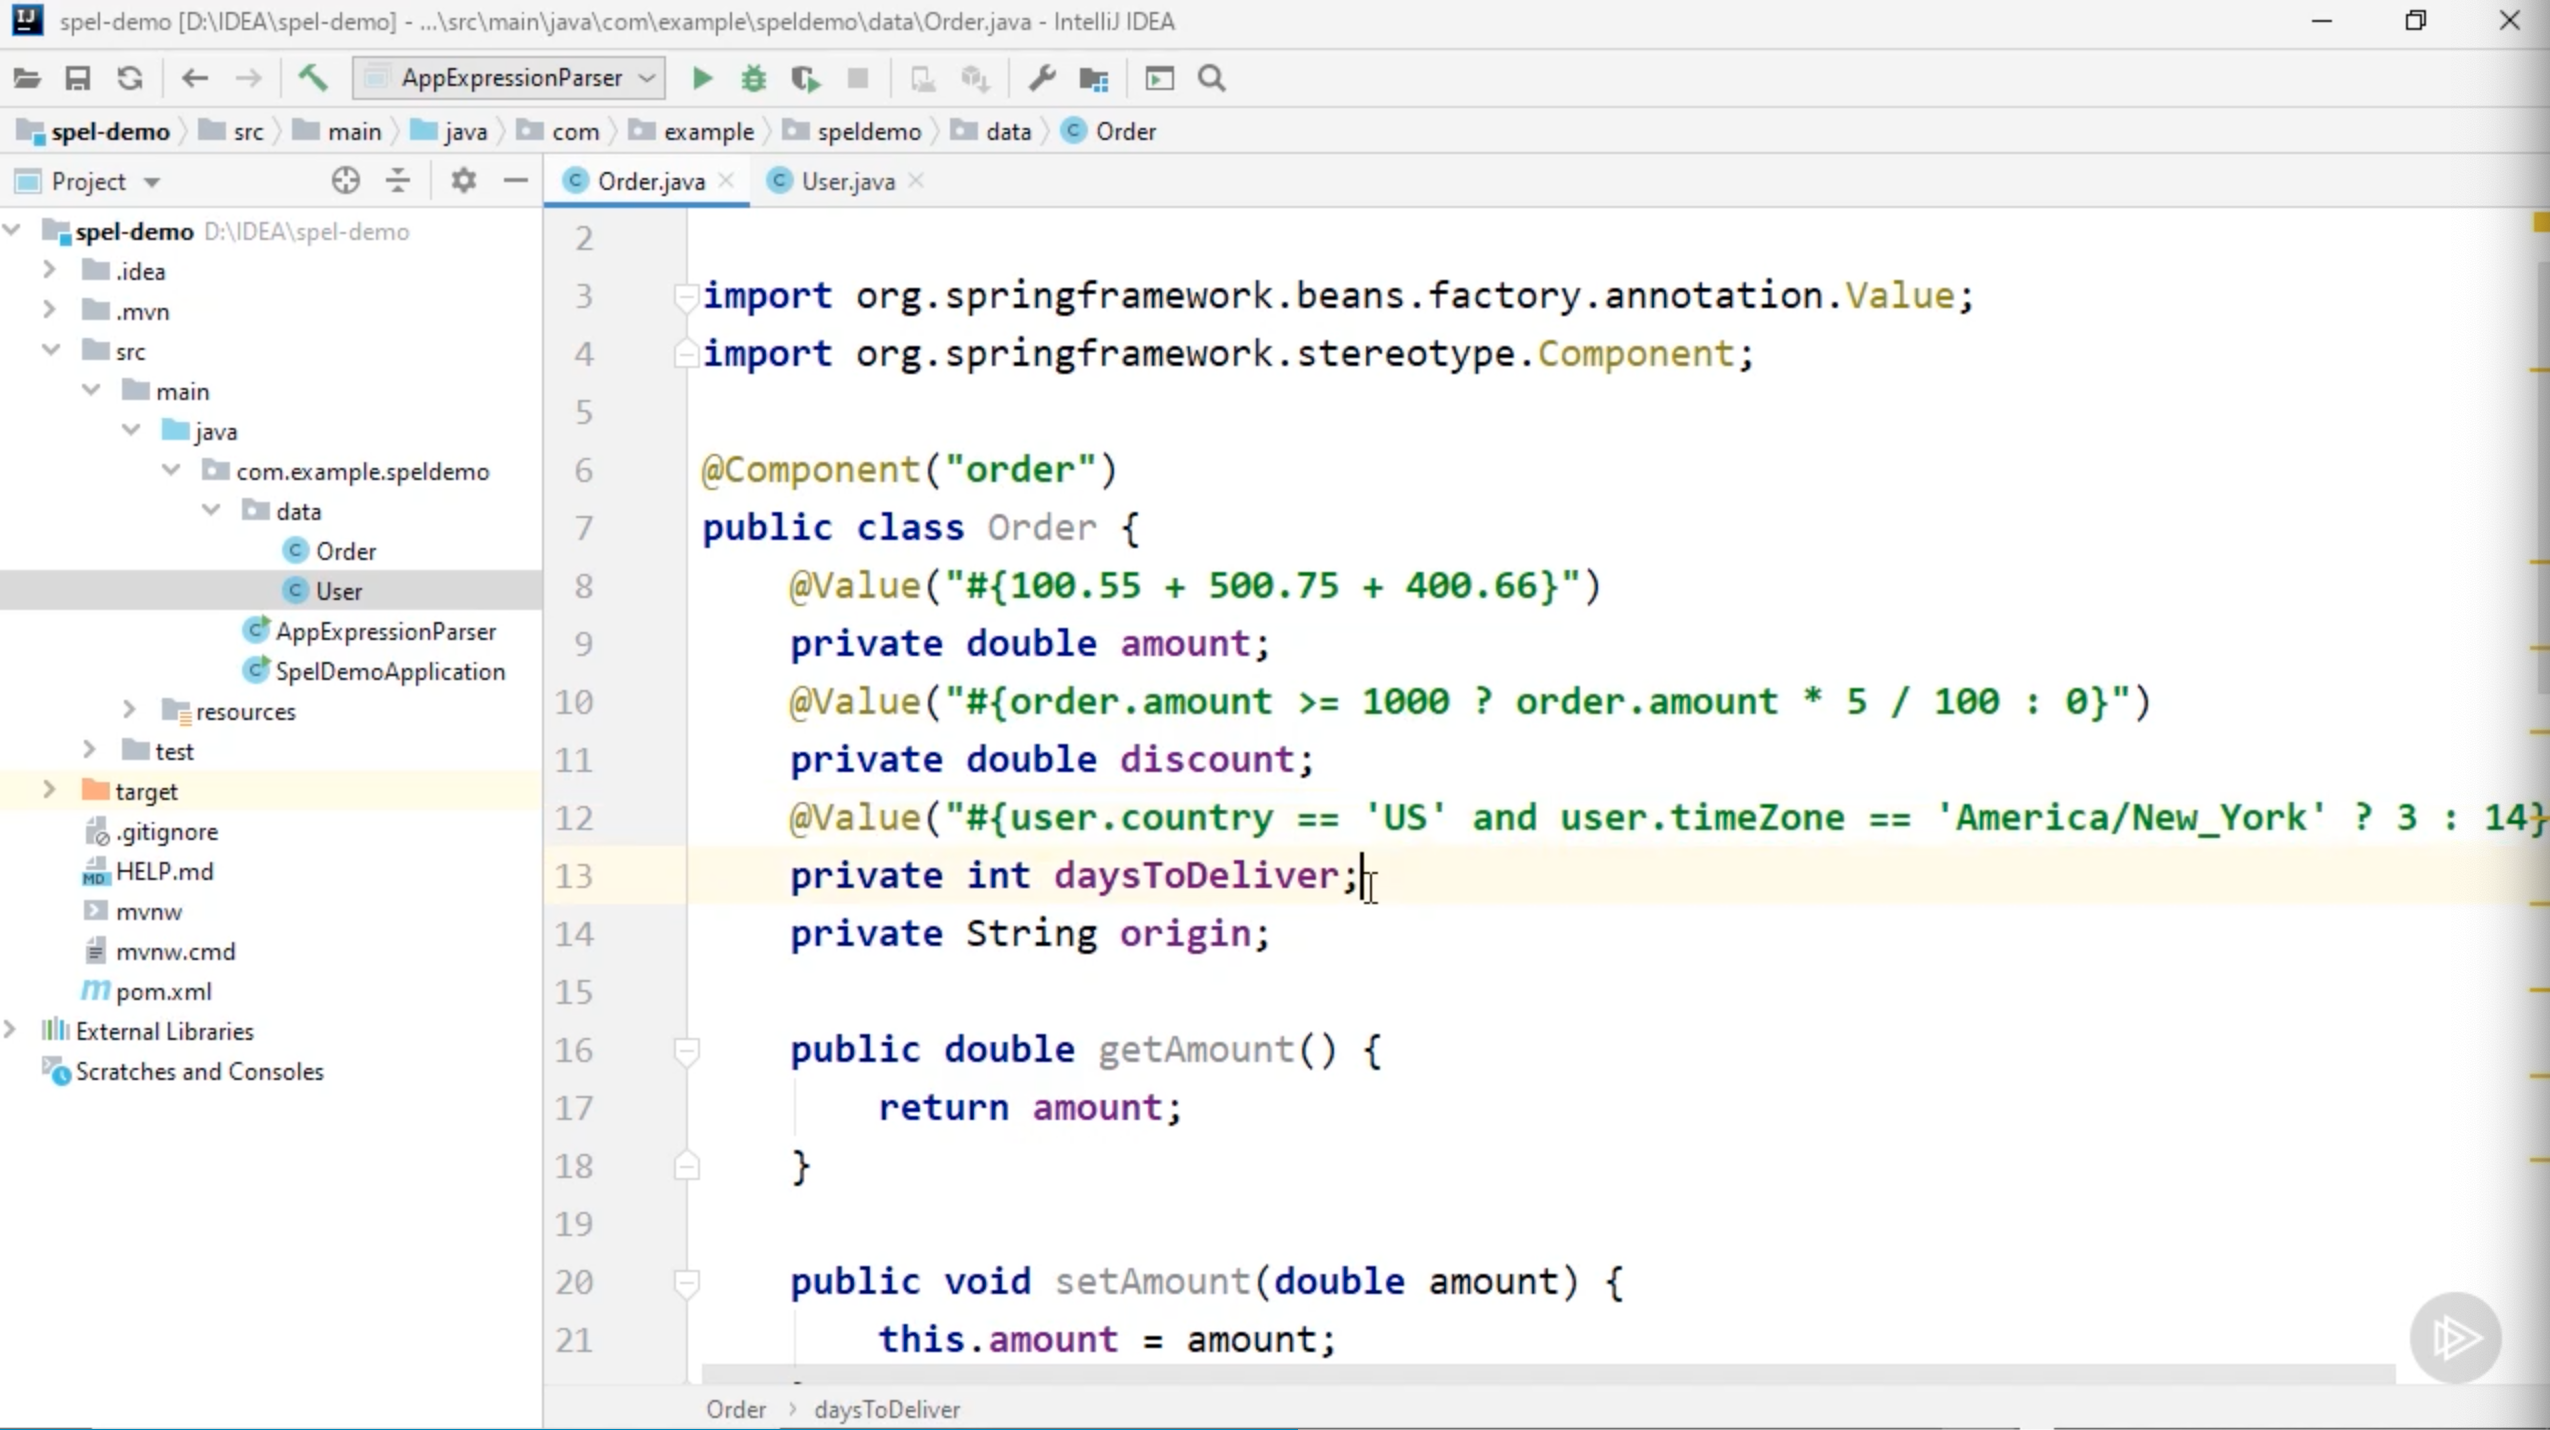 spel-demo [D:\IDEA\spel-demo] - ...\src\main\java\com\example\speldemo\data\Order.java - IntelliJ IDEA
AppExpressionParser
spel-demo src main java com example speldemo data Order
Project
Order.java User.java
spel-demo D:\IDEA\spel-demo
.idea
.mvn
src
main
java
com.example.speldemo
data
Order
User
AppExpressionParser
SpelDemoApplication
resources
test
target
.gitignore
HELP.md
mvnw
mvnw.cmd
pom.xml
External Libraries
Scratches and Consoles
2
3 import org.springframework.beans.factory.annotation.Value;
4 import org.springframework.stereotype.Component;
5
6 @Component("order")
7 public class Order {
8 @Value("#{100.55 + 500.75 + 400.66}")
9 private double amount;
10 @Value("#{order.amount >= 1000 ? order.amount * 5 / 100 : 0}")
11 private double discount;
12 @Value("#{user.country == 'US' and user.timeZone == 'America/New_York' ? 3 : 14}
13 private int daysToDeliver;
14 private String origin;
15
16 public double getAmount() {
17 return amount;
18 }
19
20 public void setAmount(double amount) {
21 this.amount = amount;
Order > daysToDeliver